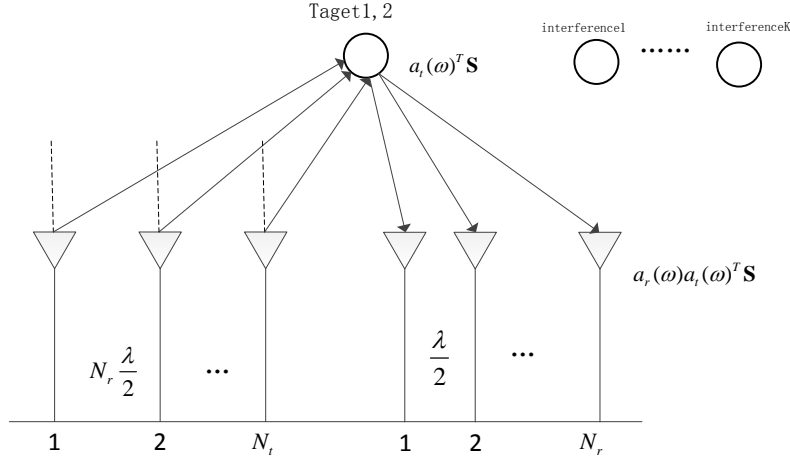 Taget1,2
interference1
......
interferenceK
a_t(ω)^T S
a_r(ω)a_t(ω)^T S
N_r λ/2
...
λ/2
...
1
2
N_t
1
2
N_r